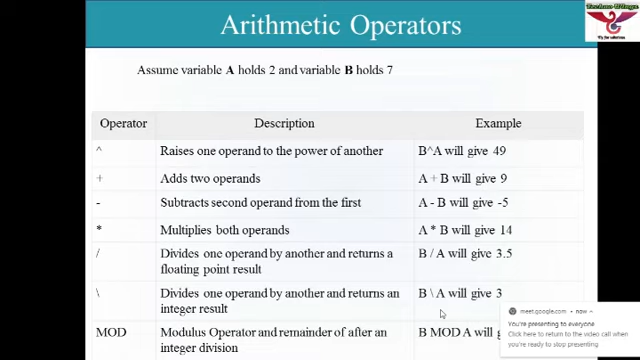 Arithmetic Operators
Assume variable A holds 2 and variable B holds 7
Operator Description Example
^ Raises one operand to the power of another B^A will give 49
+ Adds two operands A + B will give 9
- Subtracts second operand from the first A - B will give -5
* Multiplies both operands A * B will give 14
/ Divides one operand by another and returns a B / A will give 3.5
floating point result
\ Divides one operand by another and returns an B \ A will give 3
integer result
MOD Modulus Operator and remainder of after an B MOD A will g
integer division
meet.google.com • now
You're presenting to everyone
Click here to return to the video call when
you're ready to stop presenting